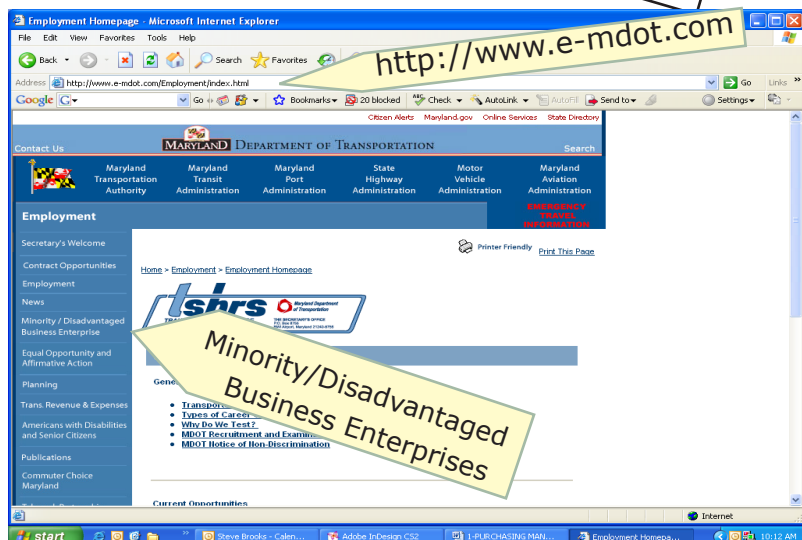 Employment Homepage - Microsoft Internet Explorer
File Edit View Favorites Tools Help
Back Search Favorites
http://www.e-mdot.com
Address http://www.e-mdot.com/Employment/index.html Go Links »
Google G Go Bookmarks 20 blocked ABC Check AutoLink AutoFill Send to Settings
Citizen Alerts Maryland.gov Online Services State Directory
Contact Us MARYLAND DEPARTMENT OF TRANSPORTATION Search
Maryland Transportation Authority
Maryland Transit Administration
Maryland Port Administration
State Highway Administration
Motor Vehicle Administration
Maryland Aviation Administration
EMERGENCY
TRAVEL
INFORMATION
Employment
Secretary's Welcome
Contract Opportunities
Employment
News
Minority / Disadvantaged
Business Enterprise
Equal Opportunity and
Affirmative Action
Planning
Trans. Revenue & Expenses
Americans with Disabilities
and Senior Citizens
Publications
Commuter Choice
Maryland
Printer Friendly Print This Page
Home > Employment > Employment Homepage
tshrs
Maryland Department
of Transportation
THE SECRETARY'S OFFICE
Minority/Disadvantaged
Business Enterprises
Types of Career
Why Do We Test?
MDOT Recruitment and
MDOT Notice of Non-Discrimination
Current Opportunities
Internet
start Steve Brooks - Calen... Adobe InDesign CS2 1-PURCHASING MAN... Employment Homepa... 10:12 AM